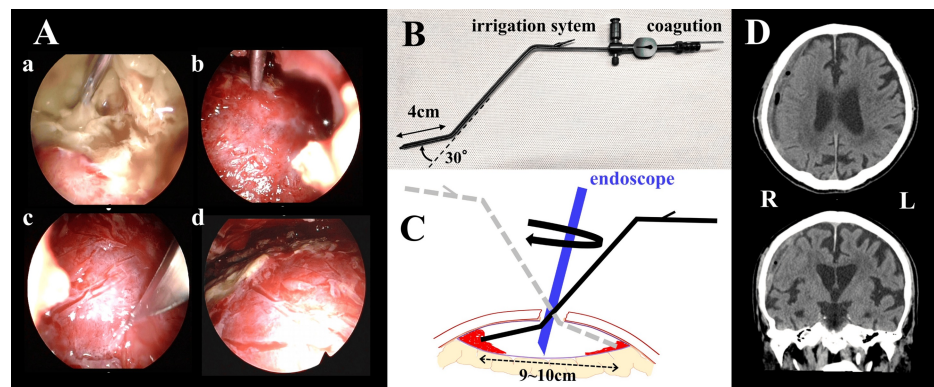 A
a
b
c
d
B
irrigation sytem
coagution
4cm
30°
C
endoscope
9~10cm
D
R
L